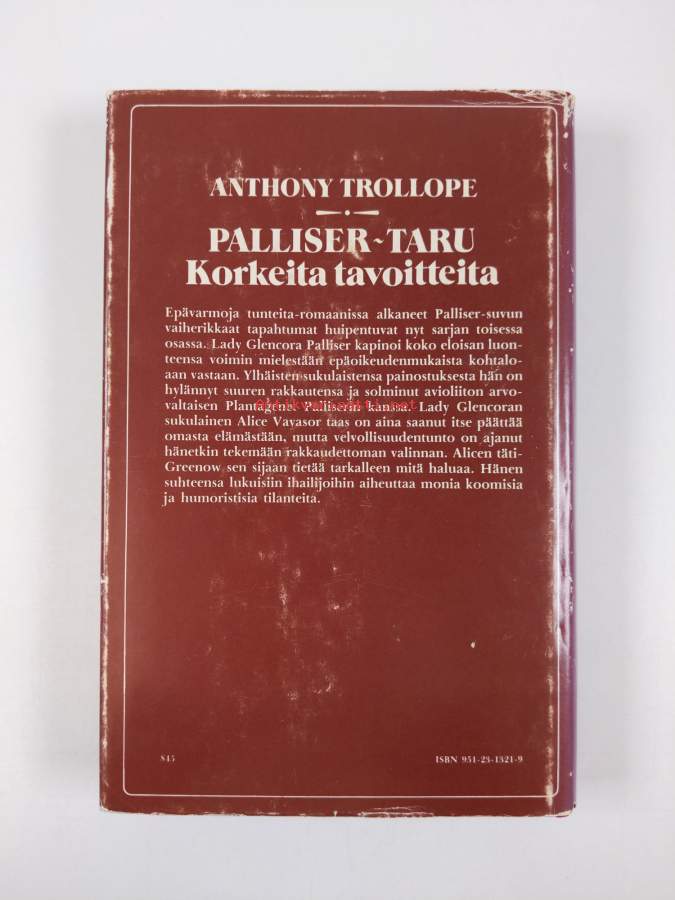 ANTHONY TROLLOPE
PALLISER-TARU
Korkeita tavoitteita
Epävarmoja tunteita-romaanissa alkaneet Palliser-suvun
vaiherikkaat tapahtumat huipentuvat nyt sarjan toisessa
osassa. Lady Glencora Palliser kapinoi koko eloisan luon-
teensa voimin mielestään epäoikeudenmukaista kohtalo-
aan vastaan. Ylhäisten sukulaistensa painostuksesta hän on
hylännyt suuren rakkautensa ja solminut avioliiton arvo-
valtaisen Plantagenet Palliserin kanssa. Lady Glencoran
sukulainen Alice Vavasor taas on aina saanut itse päättää
omasta elämästään, mutta velvollisuudentunto on ajanut
hänetkin tekemään rakkaudettoman valinnan. Alicen täti
Greenow sen sijaan tietää tarkalleen mitä haluaa. Hänen
suhteensa lukuisiin ihailijoihin aiheuttaa monia koomisia
ja humoristisia tilanteita.
845
ISBN 951-23-1321-9